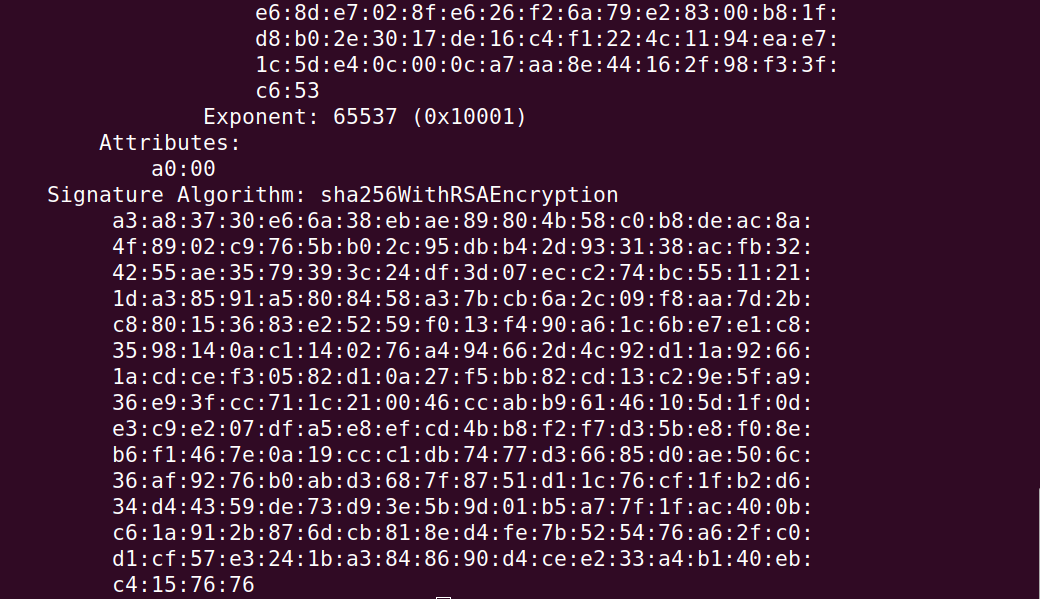 e6:8d:e7:02:8f:e6:26:f2:6a:79:e2:83:00:b8:1f:
d8:b0:2e:30:17:de:16:c4:f1:22:4c:11:94:ea:e7:
1c:5d:e4:0c:00:0c:a7:aa:8e:44:16:2f:98:f3:3f:
c6:53
Exponent: 65537 (0x10001)
Attributes:
a0:00
Signature Algorithm: sha256WithRSAEncryption
a3:a8:37:30:e6:6a:38:eb:ae:89:80:4b:58:c0:b8:de:ac:8a:
4f:89:02:c9:76:5b:b0:2c:95:db:b4:2d:93:31:38:ac:fb:32:
42:55:ae:35:79:39:3c:24:df:3d:07:ec:c2:74:bc:55:11:21:
1d:a3:85:91:a5:80:84:58:a3:7b:cb:6a:2c:09:f8:aa:7d:2b:
c8:80:15:36:83:e2:52:59:f0:13:f4:90:a6:1c:6b:e7:e1:c8:
35:98:14:0a:c1:14:02:76:a4:94:66:2d:4c:92:d1:1a:92:66:
1a:cd:ce:f3:05:82:d1:0a:27:f5:bb:82:cd:13:c2:9e:5f:a9:
36:e9:3f:cc:71:1c:21:00:46:cc:ab:b9:61:46:10:5d:1f:0d:
e3:c9:e2:07:df:a5:e8:ef:cd:4b:b8:f2:f7:d3:5b:e8:f0:8e:
b6:f1:46:7e:0a:19:cc:c1:db:74:77:d3:66:85:d0:ae:50:6c:
36:af:92:76:b0:ab:d3:68:7f:87:51:d1:1c:76:cf:1f:b2:d6:
34:d4:43:59:de:73:d9:3e:5b:9d:01:b5:a7:7f:1f:ac:40:0b:
c6:1a:91:2b:87:6d:cb:81:8e:d4:fe:7b:52:54:76:a6:2f:c0:
d1:cf:57:e3:24:1b:a3:84:86:90:d4:ce:e2:33:a4:b1:40:eb:
c4:15:76:76